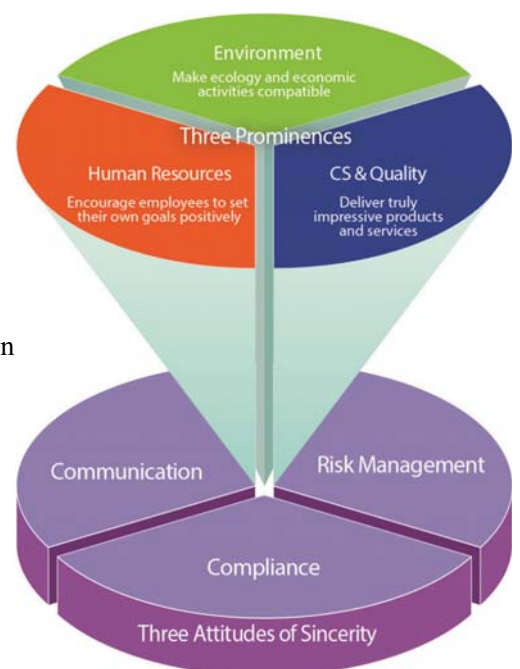 Environment
Make ecology and economic
activities compatible
Three Prominences
Human Resources
Encourage employees to set
their own goals positively
CS & Quality
Deliver truly
impressive products
and services
n
Communication
Risk Management
Compliance
Three Attitudes of Sincerity